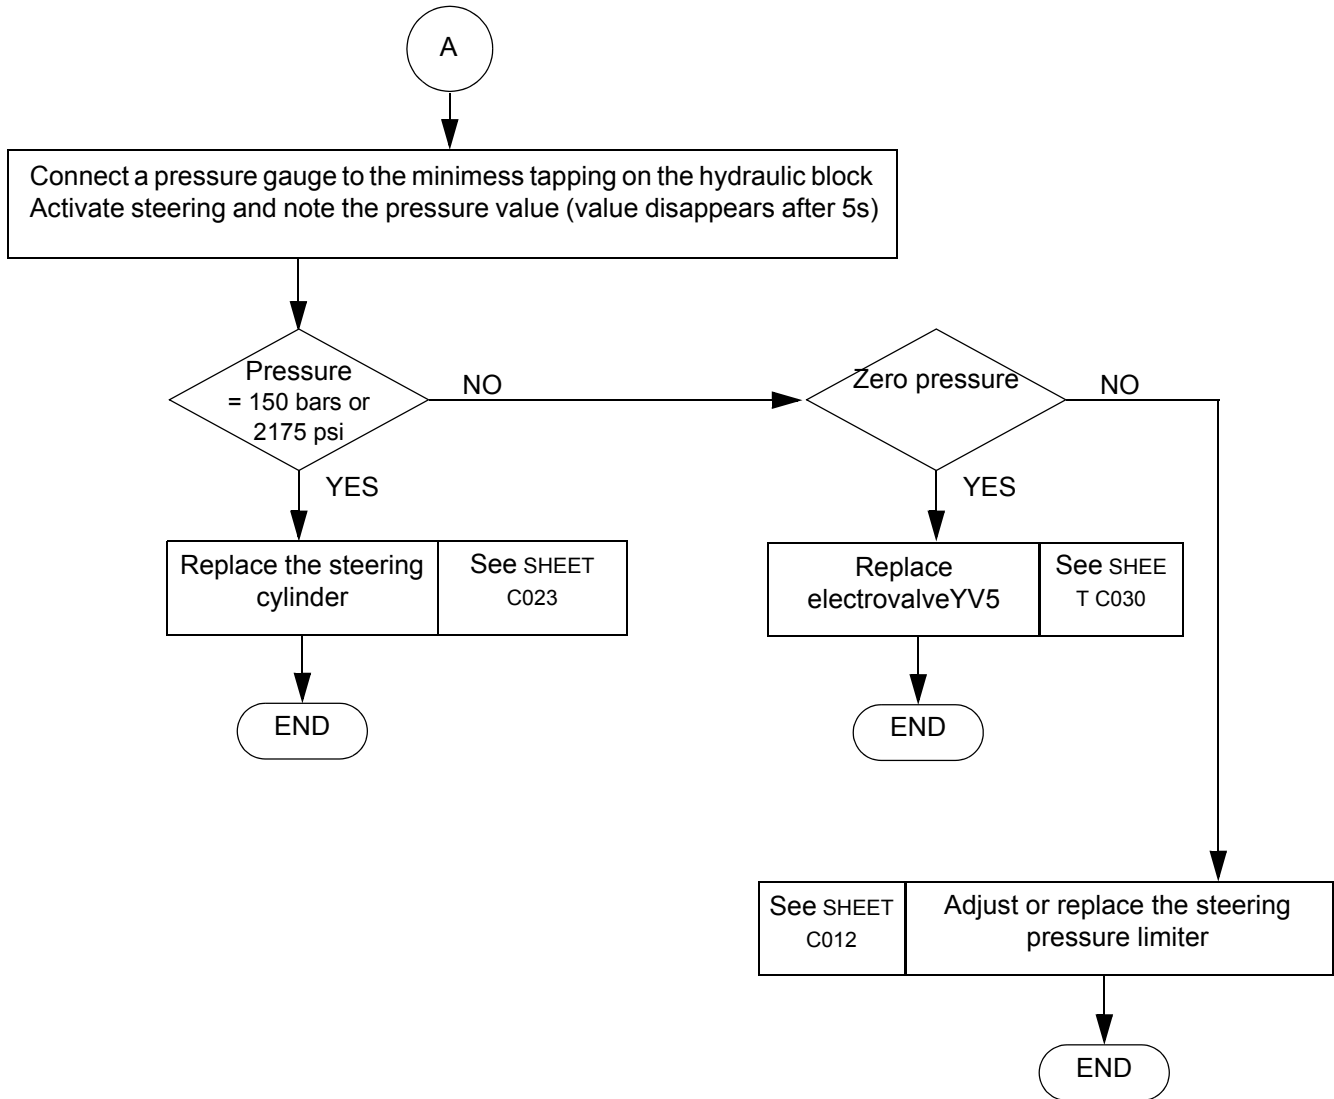 A
Connect a pressure gauge to the minimess tapping on the hydraulic block
Activate steering and note the pressure value (value disappears after 5s)
Pressure
= 150 bars or
2175 psi
NO
Zero pressure
NO
YES
YES
Replace the steering
cylinder
See SHEET
C023
Replace
electrovalveYV5
See SHEE
T C030
END
END
See SHEET
C012
Adjust or replace the steering
pressure limiter
END